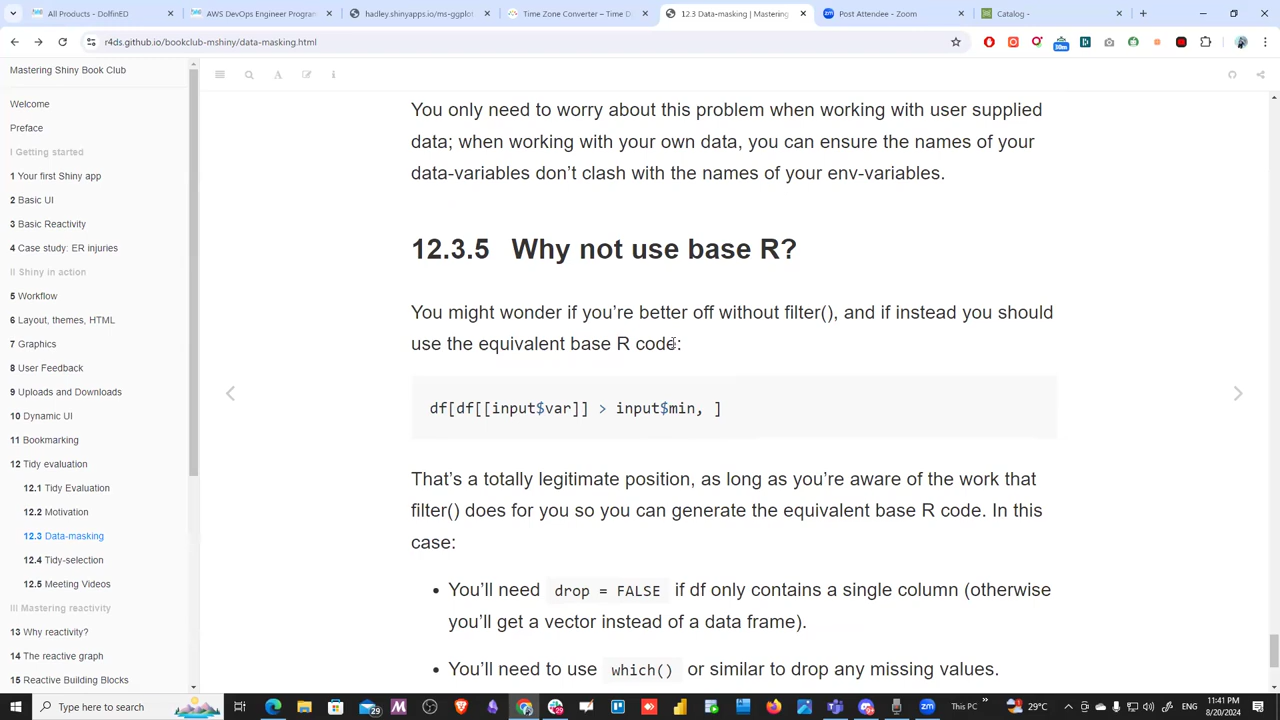 All Products - DolfinED
AWS DevOps Engineer Progra
hadley.shinyapps.io/ms-ggplo
Time Zone Converter – Time D
12.3 Data-masking | Mastering
Post Attendee - Zoom
Catalog -
r4ds.github.io/bookclub-mshiny/data-masking.html
Mastering Shiny Book Club
Welcome
Preface
I Getting started
1 Your first Shiny app
2 Basic UI
3 Basic Reactivity
4 Case study: ER injuries
II Shiny in action
5 Workflow
6 Layout, themes, HTML
7 Graphics
8 User Feedback
9 Uploads and Downloads
10 Dynamic UI
11 Bookmarking
12 Tidy evaluation
12.1 Tidy Evaluation
12.2 Motivation
12.3 Data-masking
12.4 Tidy-selection
12.5 Meeting Videos
III Mastering reactivity
13 Why reactivity?
14 The reactive graph
15 Reactive Building Blocks
You only need to worry about this problem when working with user supplied
data; when working with your own data, you can ensure the names of your
data-variables don’t clash with the names of your env-variables.
12.3.5 Why not use base R?
You might wonder if you’re better off without filter(), and if instead you should
use the equivalent base R code:
df[df[[input$var]] > input$min, ]
That’s a totally legitimate position, as long as you’re aware of the work that
filter() does for you so you can generate the equivalent base R code. In this
case:
• You’ll need drop = FALSE if df only contains a single column (otherwise
you’ll get a vector instead of a data frame).
• You’ll need to use which() or similar to drop any missing values.
Type here to search
29
This PC
29°C
11:41 PM
8/20/2024